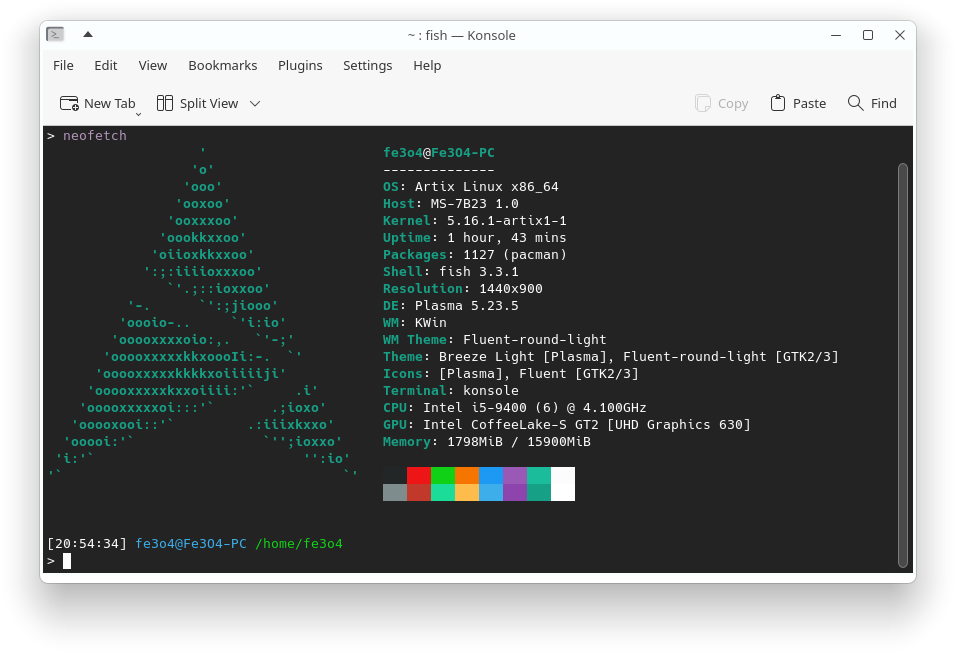 ~ : fish — Konsole
File Edit View Bookmarks Plugins Settings Help
New Tab Split View Copy Paste Find
> neofetch
' fe3o4@Fe3O4-PC
'o' --------------
'ooo' OS: Artix Linux x86_64
'ooxoo' Host: MS-7B23 1.0
'ooxxxoo' Kernel: 5.16.1-artix1-1
'oookkxxoo' Uptime: 1 hour, 43 mins
'oiioxkkxxoo' Packages: 1127 (pacman)
':;:iiiioxxxoo' Shell: fish 3.3.1
`'.;::ioxxoo' Resolution: 1440x900
'-. `':;jiooo' DE: Plasma 5.23.5
'oooio-.. `'i:io' WM: KWin
'ooooxxxxoio:,. `'-;' WM Theme: Fluent-round-light
'ooooxxxxxkkxoooIi:-. `' Theme: Breeze Light [Plasma], Fluent-round-light [GTK2/3]
'ooooxxxxxkkkkxoiiiiiji' Icons: [Plasma], Fluent [GTK2/3]
'ooooxxxxxkxxoiiii:'` .i' Terminal: konsole
'ooooxxxxxoi:::'` .;ioxo' CPU: Intel i5-9400 (6) @ 4.100GHz
'ooooxooi::'` .:iiixkxxo' GPU: Intel CoffeeLake-S GT2 [UHD Graphics 630]
'ooooi:'` `'';ioxxo' Memory: 1798MiB / 15900MiB
'i:'` '':io'
'` `'
[20:54:34] fe3o4@Fe3O4-PC /home/fe3o4
>